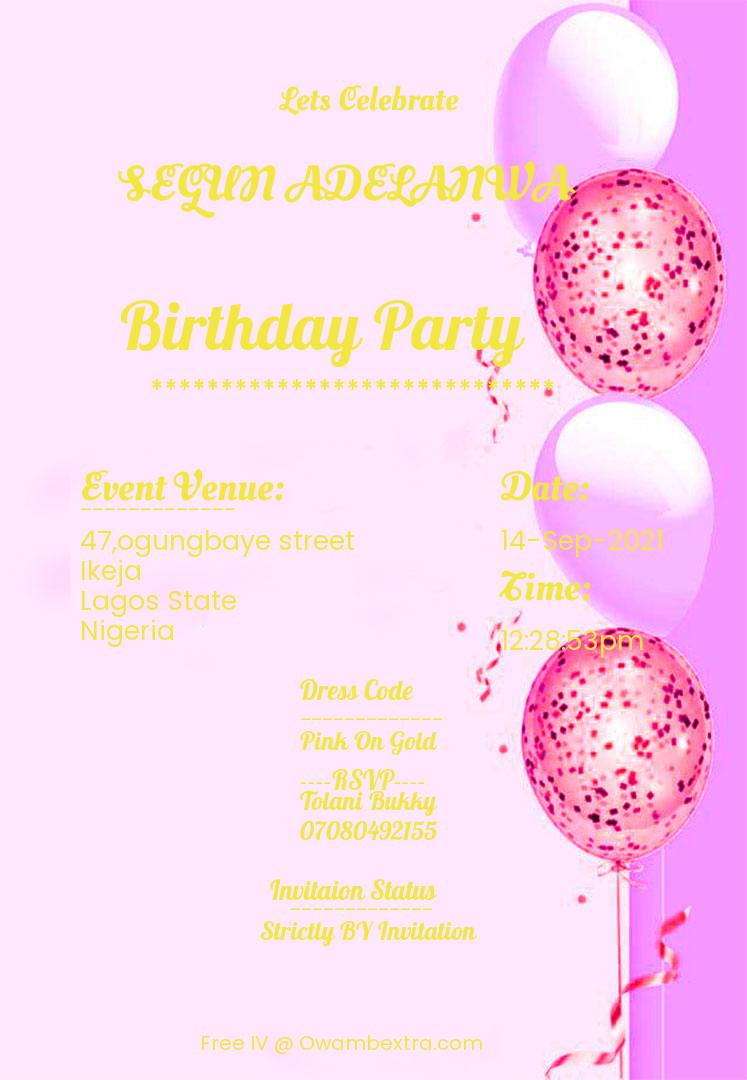 Lets Celebrate
SEGUN ADELANWA
Birthday Party
*****************************
Event Venue:
-------------
47,ogungbaye street
Ikeja
Lagos State
Nigeria
Date:
14-Sep-2021
Time:
12:28:53pm
Dress Code
-------------
Pink On Gold
----RSVP----
Tolani Bukky
07080492155
Invitaion Status
-------------
Strictly BY Invitation
Free IV @ Owambextra.com